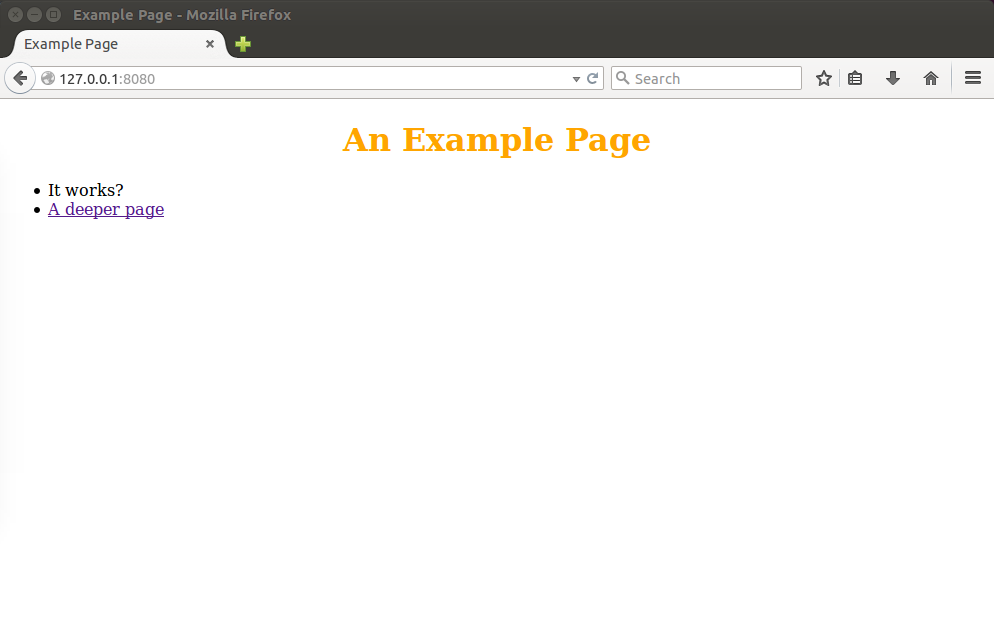 Example Page - Mozilla Firefox
Example Page
127.0.0.1:8080
Search
An Example Page
It works?
A deeper page